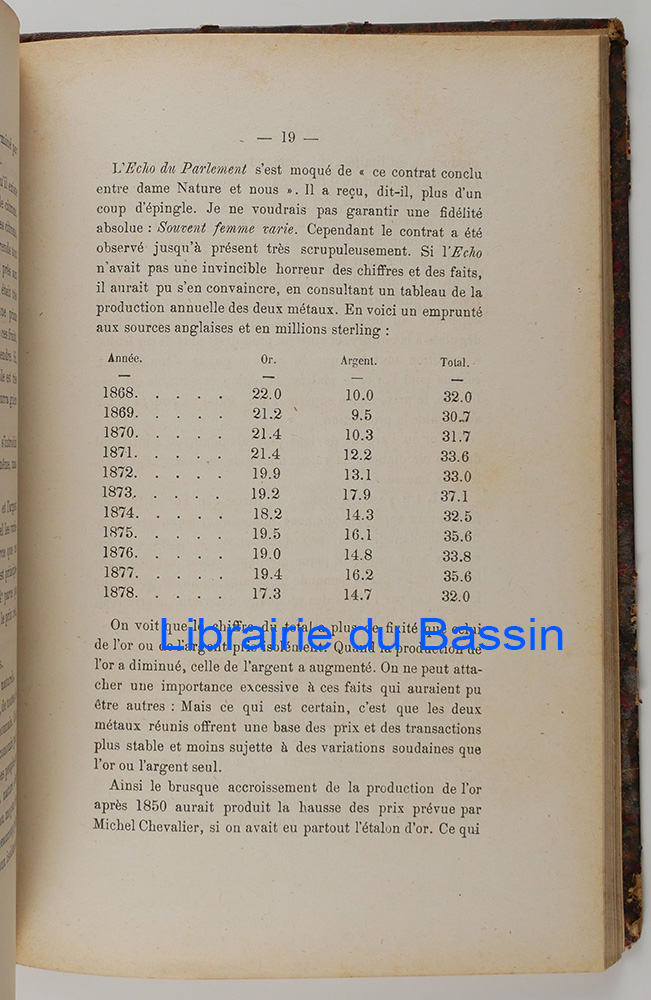 — 19 —
L'Echo du Parlement s'est moqué de « ce contrat conclu
entre dame Nature et nous ». Il a reçu, dit-il, plus d'un
coup d'épingle. Je ne voudrais pas garantir une fidélité
absolue : Souvent femme varie. Cependant le contrat a été
observé jusqu'à présent très scrupuleusement. Si l'Echo
n'avait pas une invincible horreur des chiffres et des faits,
il aurait pu s'en convaincre, en consultant un tableau de la
production annuelle des deux métaux. En voici un emprunté
aux sources anglaises et en millions sterling :
Année. Or. Argent. Total.
1868. . . . . 22.0 10.0 32.0
1869. . . . . 21.2 9.5 30.7
1870. . . . . 21.4 10.3 31.7
1871. . . . . 21.4 12.2 33.6
1872. . . . . 19.9 13.1 33.0
1873. . . . . 19.2 17.9 37.1
1874. . . . . 18.2 14.3 32.5
1875. . . . . 19.5 16.1 35.6
1876. . . . . 19.0 14.8 33.8
1877. . . . . 19.4 16.2 35.6
1878. . . . . 17.3 14.7 32.0
On voit que le chiffre du total a plus de fixité que celui
de l'or ou de l'argent pris isolément. Quand la production de
Librairie du Bassin
l'or a diminué, celle de l'argent a augmenté. On ne peut atta-
cher une importance excessive à ces faits qui auraient pu
être autres : Mais ce qui est certain, c'est que les deux
métaux réunis offrent une base des prix et des transactions
plus stable et moins sujette à des variations soudaines que
l'or ou l'argent seul.
Ainsi le brusque accroissement de la production de l'or
après 1850 aurait produit la hausse des prix prévue par
Michel Chevalier, si on avait eu partout l'étalon d'or. Ce qui